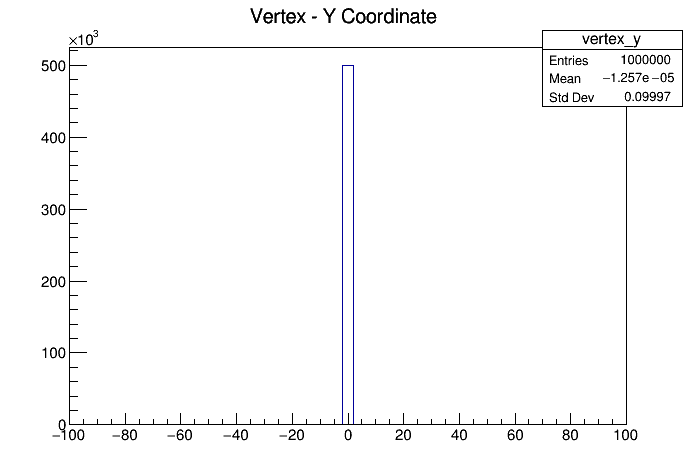 Vertex - Y Coordinate
×10³
vertex_y
Entries 1000000
Mean −1.257e−05
Std Dev 0.09997
500
400
300
200
100
0
−100 −80 −60 −40 −20 0 20 40 60 80 100